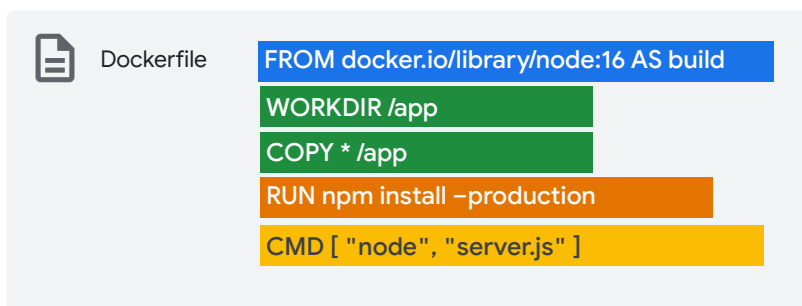 Dockerfile
FROM docker.io/library/node:16 AS build
WORKDIR /app
COPY * /app
RUN npm install –production
CMD [ "node", "server.js" ]